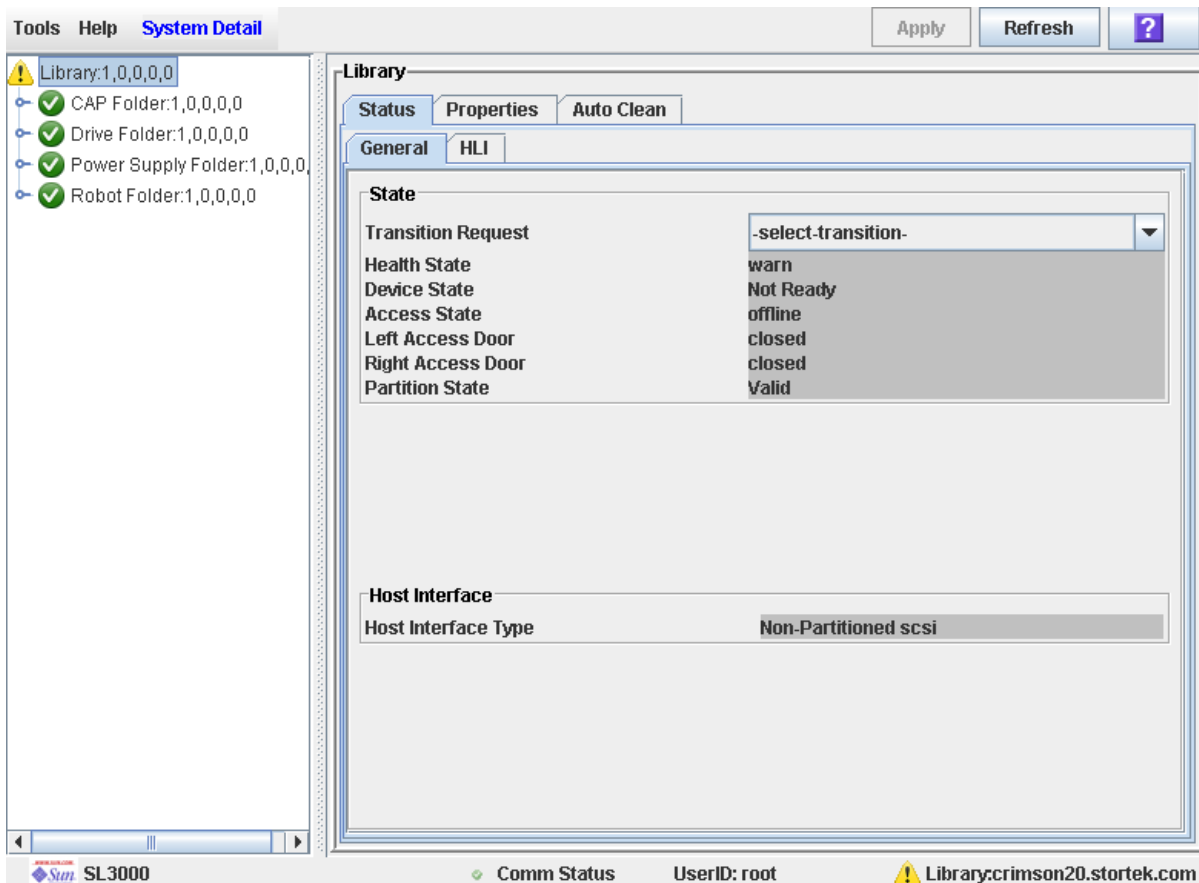 Tools Help System Detail Apply Refresh ?
Library:1,0,0,0,0
CAP Folder:1,0,0,0,0
Drive Folder:1,0,0,0,0
Power Supply Folder:1,0,0,0,
Robot Folder:1,0,0,0,0
Library
Status Properties Auto Clean
General HLI
State
Transition Request -select-transition-
Health State warn
Device State Not Ready
Access State offline
Left Access Door closed
Right Access Door closed
Partition State Valid
Host Interface
Host Interface Type Non-Partitioned scsi
www.sun.com
Sun SL3000 Comm Status UserID: root Library:crimson20.stortek.com